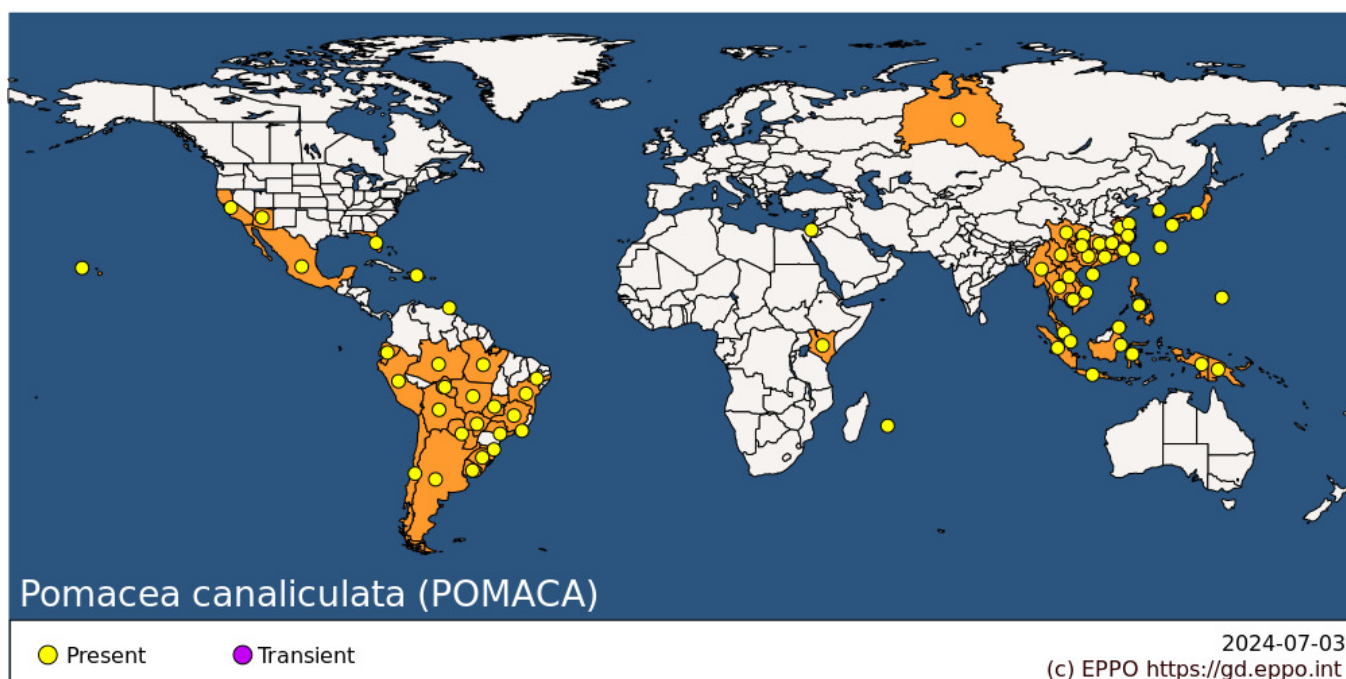 Pomacea canaliculata (POMACA)
Present
Transient
2024-07-03
(c) EPPO https://gd.eppo.int